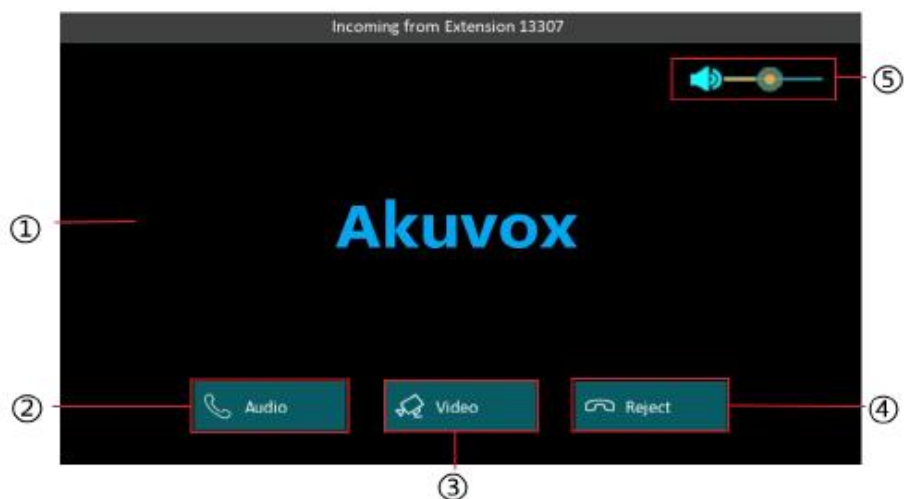 Incoming from Extension 13307
⑤
①
Akuvox
② Audio Video Reject ④
③